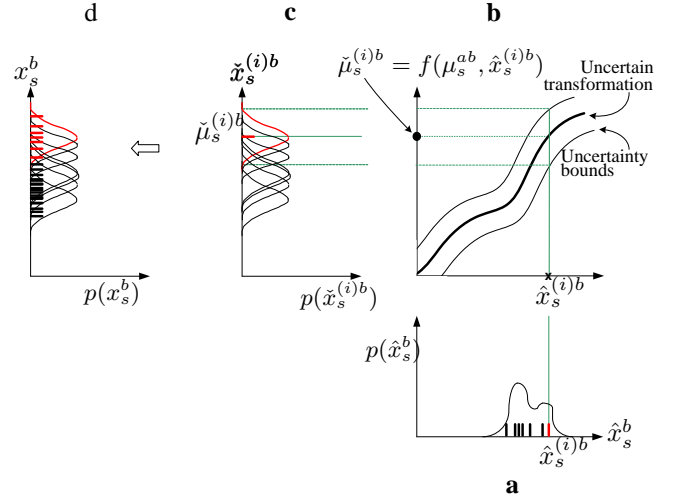 d
c
b
x_s^b
x̌_s^{(i)b}
μ̌_s^{(i)b} = f(μ_s^{ab}, x̂_s^{(i)b})
Uncertain
transformation
μ̌_s^{(i)b}
Uncertainty
bounds
p(x_s^b)
p(x̌_s^{(i)b})
x̂_s^{(i)b}
p(x̂_s^b)
x̂_s^b
x̂_s^{(i)b}
a